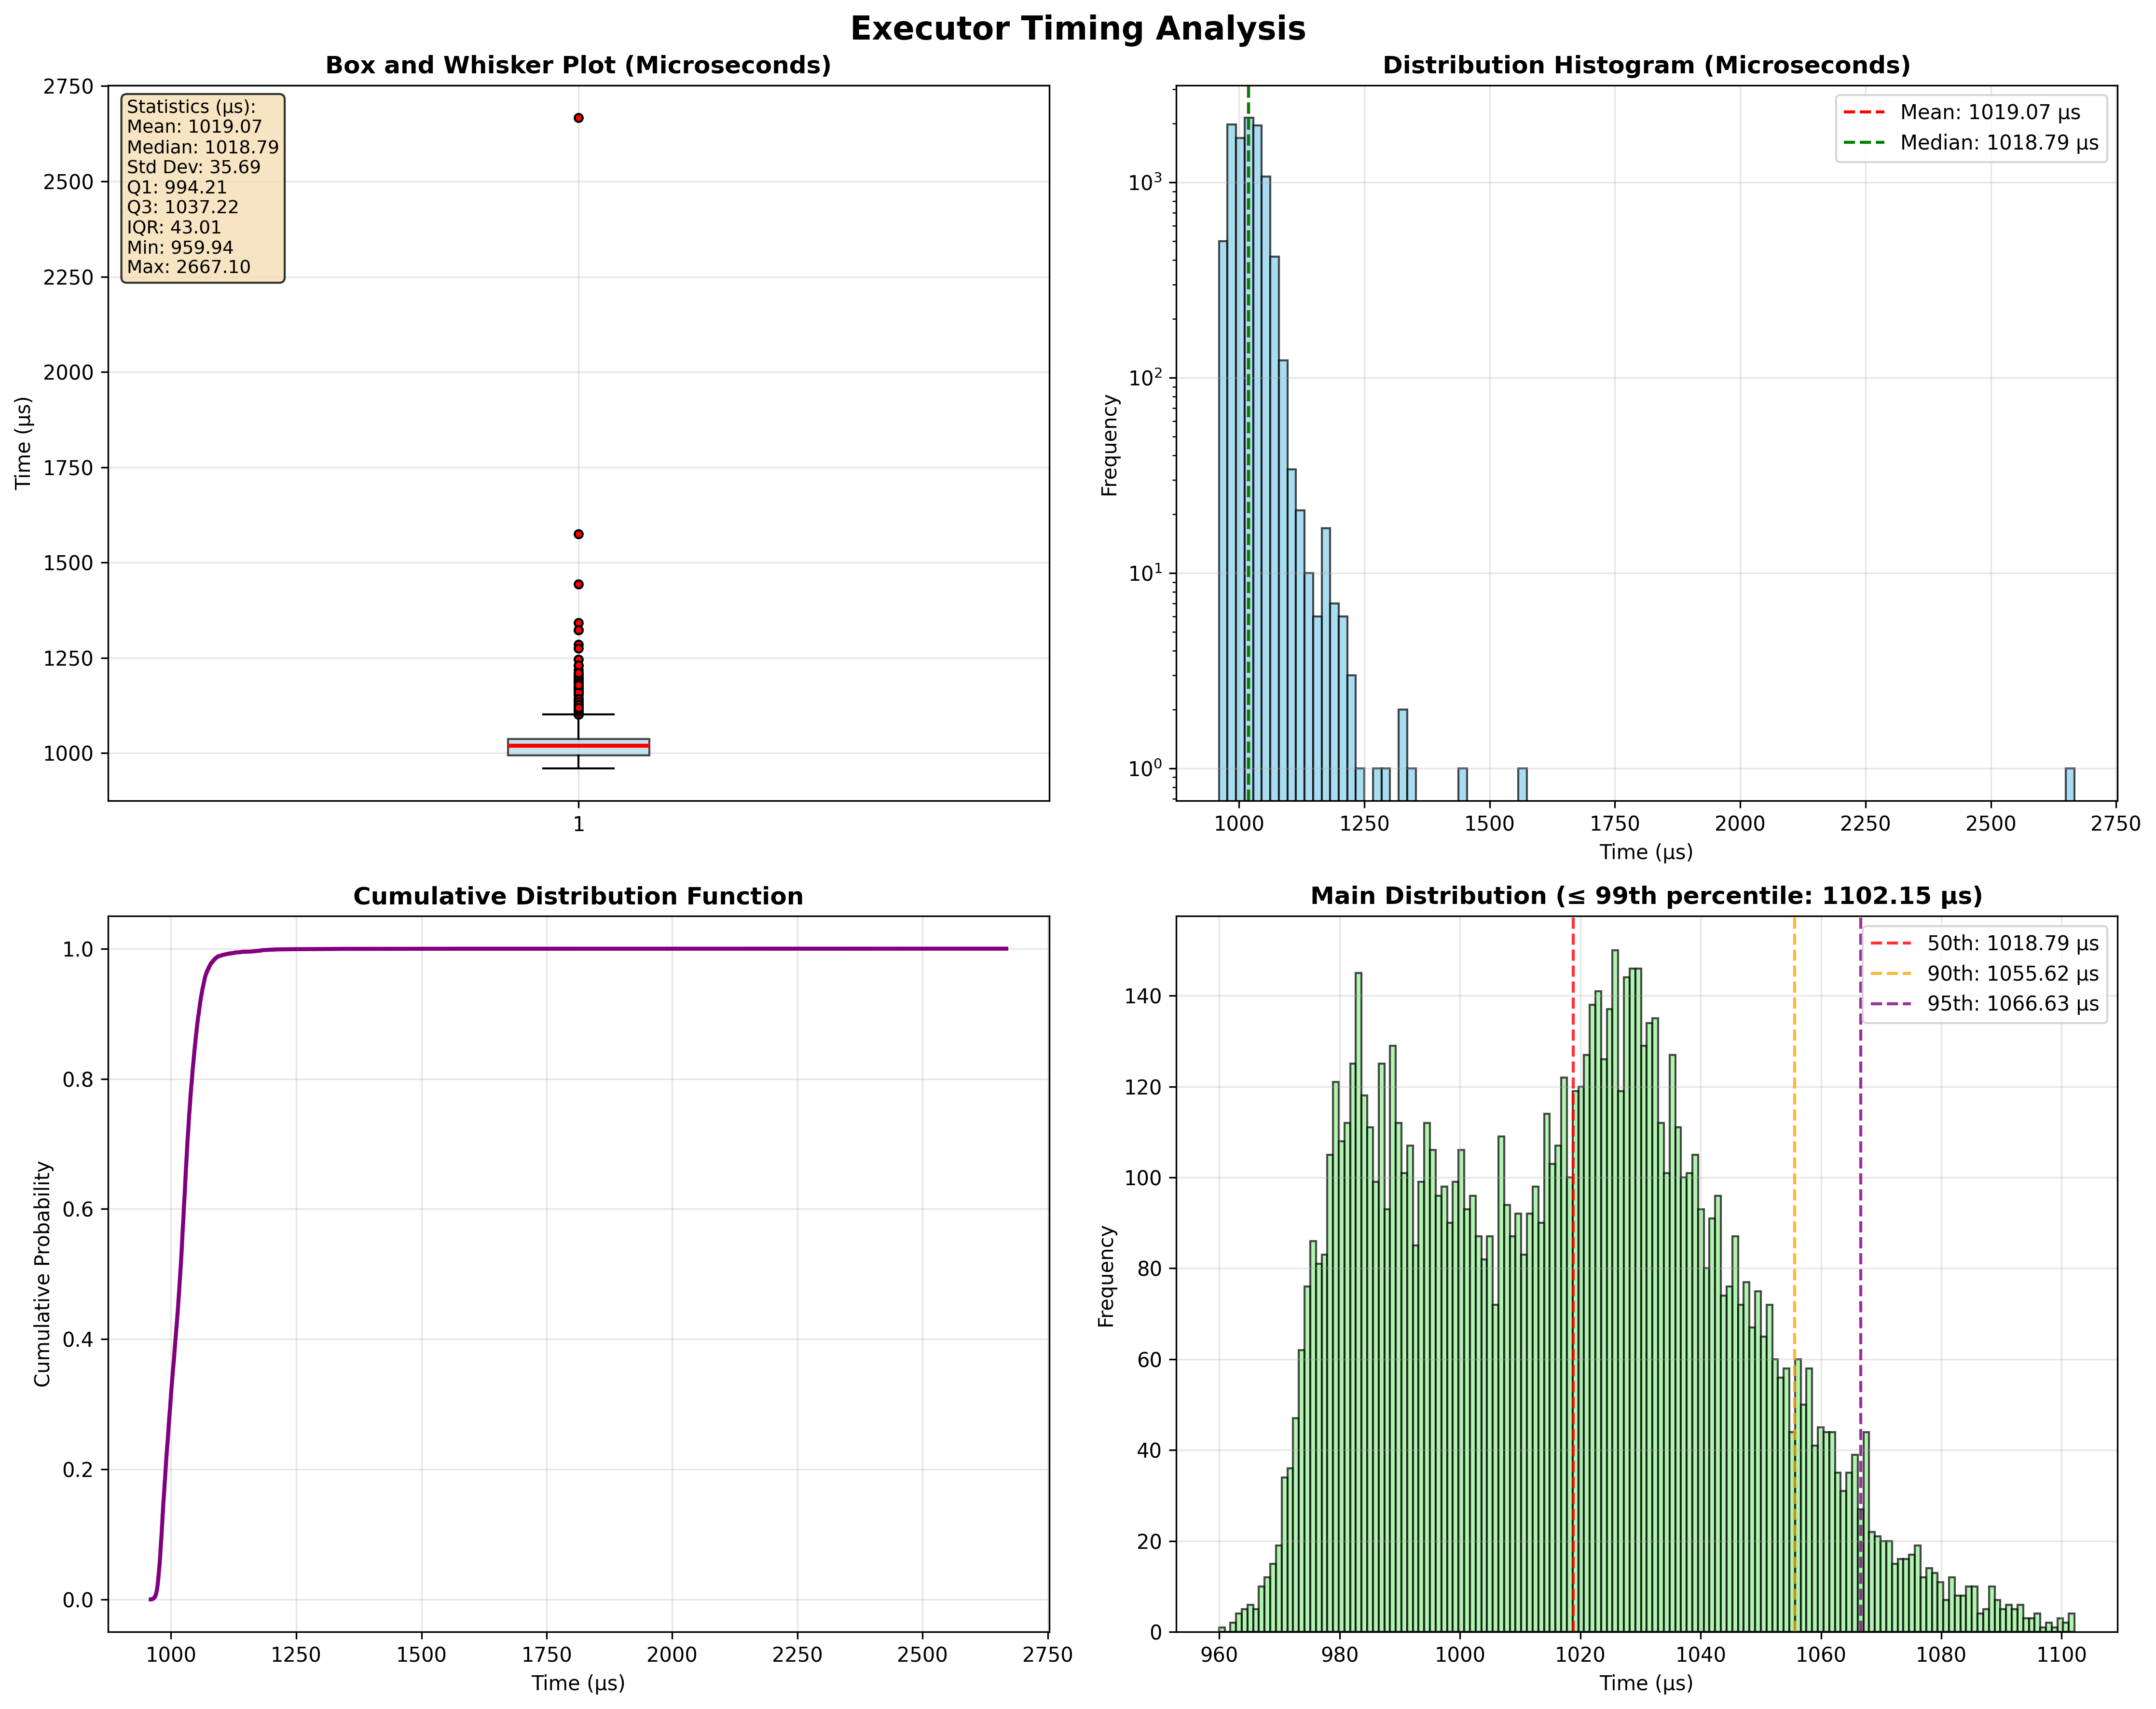 Executor Timing Analysis
Box and Whisker Plot (Microseconds)
Time (µs)
2750
2500
2250
2000
1750
1500
1250
1000
Statistics (µs):
Mean: 1019.07
Median: 1018.79
Std Dev: 35.69
Q1: 994.21
Q3: 1037.22
IQR: 43.01
Min: 959.94
Max: 2667.10
1
Distribution Histogram (Microseconds)
Frequency
10³
10²
10¹
10⁰
Mean: 1019.07 µs
Median: 1018.79 µs
1000 1250 1500 1750 2000 2250 2500 2750
Time (µs)
Cumulative Distribution Function
Cumulative Probability
1.0
0.8
0.6
0.4
0.2
0.0
1000 1250 1500 1750 2000 2250 2500 2750
Time (µs)
Main Distribution (≤ 99th percentile: 1102.15 µs)
Frequency
140
120
100
80
60
40
20
0
50th: 1018.79 µs
90th: 1055.62 µs
95th: 1066.63 µs
960 980 1000 1020 1040 1060 1080 1100
Time (µs)